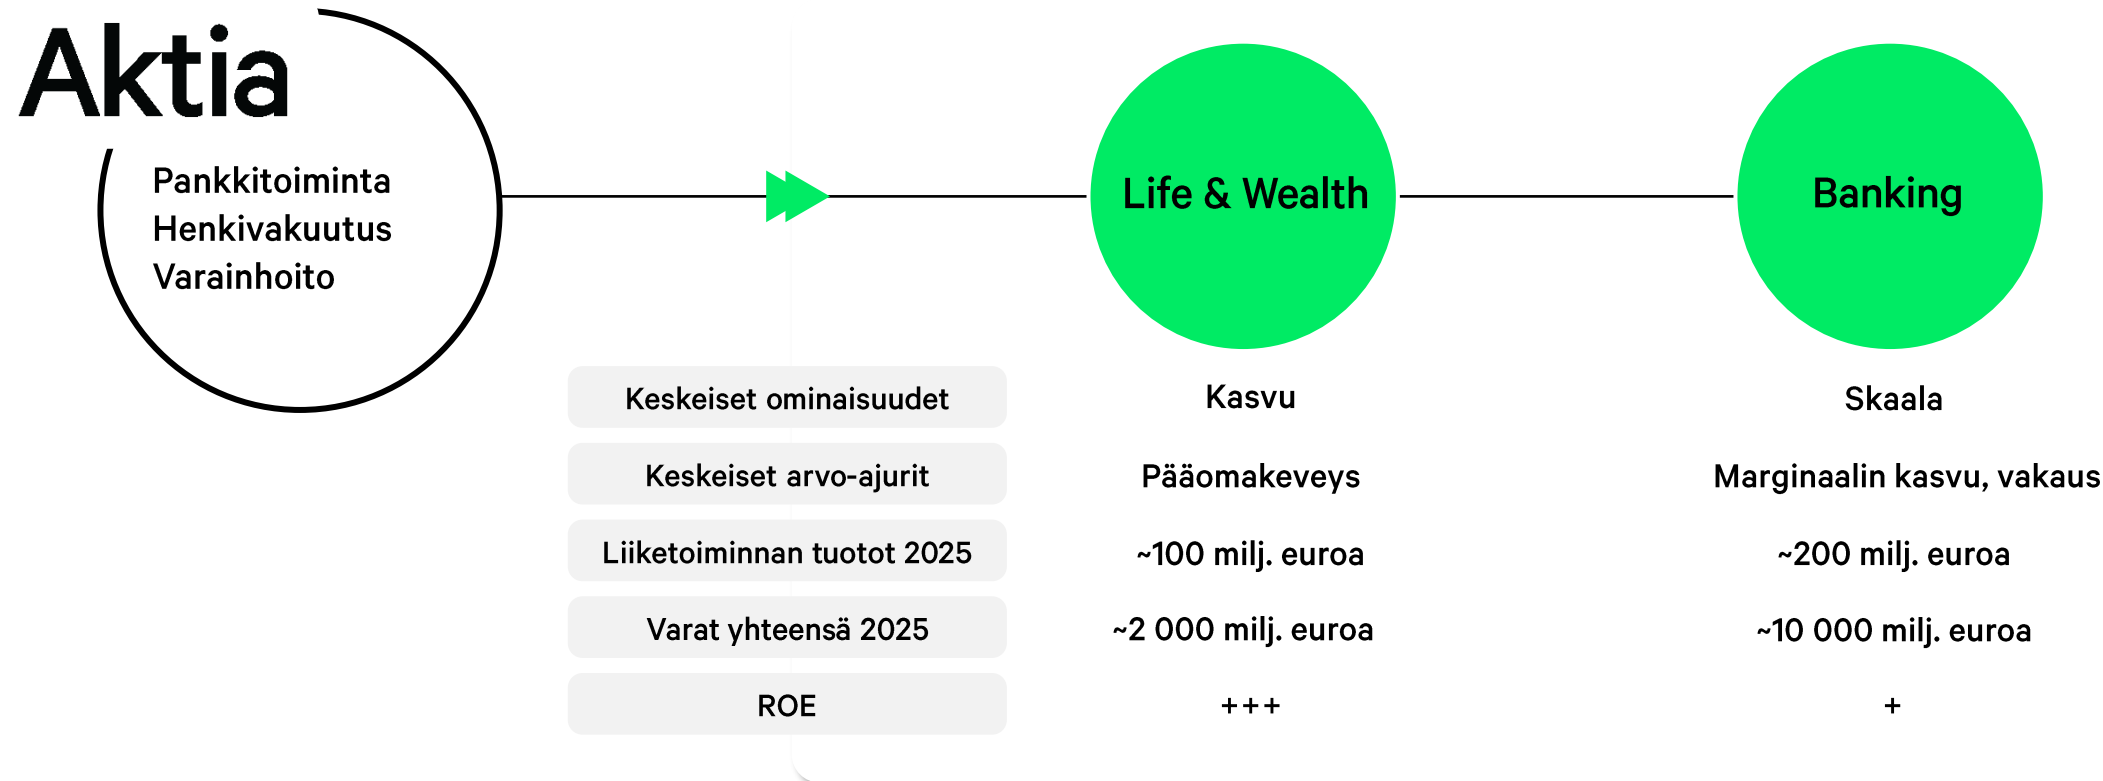 Aktia
Pankkitoiminta
Henkivakuutus
Varainhoito
Life & Wealth
Banking
Keskeiset ominaisuudet
Kasvu
Skaala
Keskeiset arvo-ajurit
Pääomakeveys
Marginaalin kasvu, vakaus
Liiketoiminnan tuotot 2025
~100 milj. euroa
~200 milj. euroa
Varat yhteensä 2025
~2 000 milj. euroa
~10 000 milj. euroa
ROE
+++
+